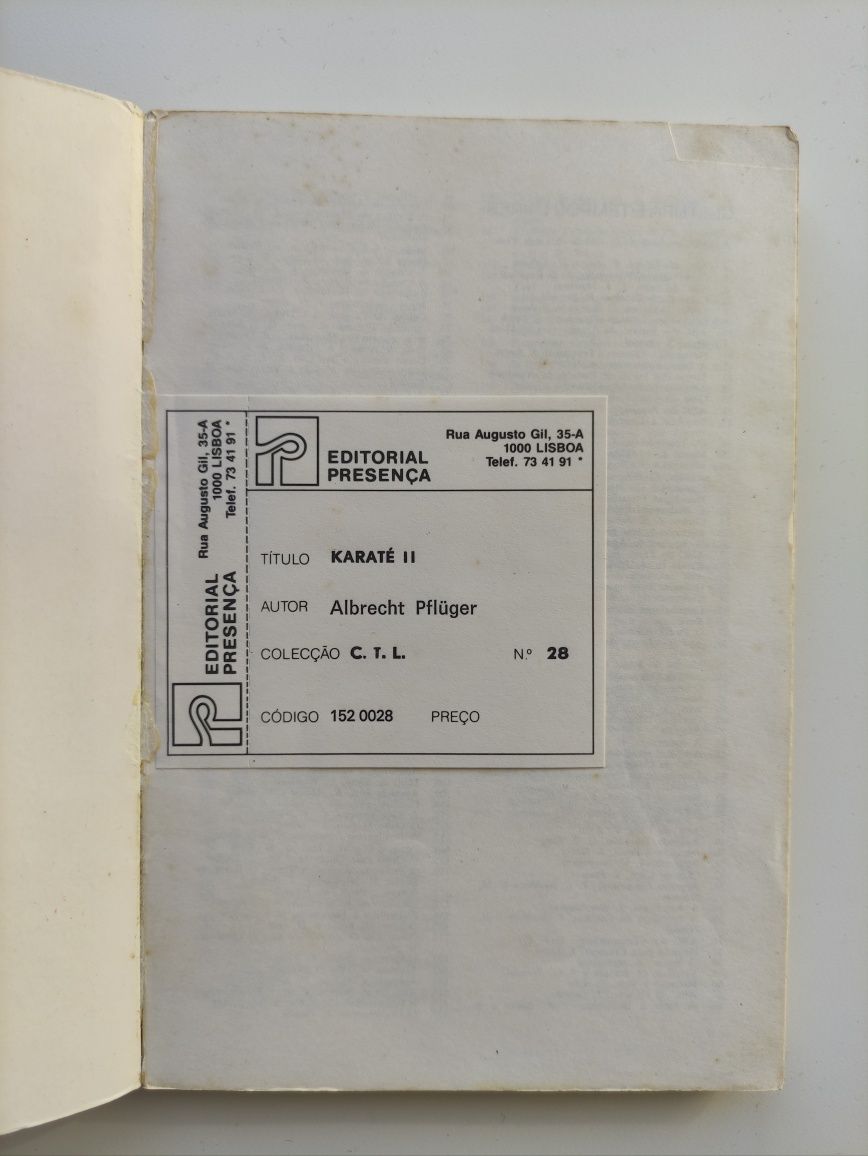 Rua Augusto Gil, 35-A
1000 LISBOA
Telef. 73 41 91 *
EDITORIAL
PRESENÇA
EDITORIAL
PRESENÇA
Rua Augusto Gil, 35-A
1000 LISBOA
Telef. 73 41 91 *
TÍTULO KARATÉ II
AUTOR Albrecht Pflüger
COLECÇÃO C. T. L. N.º 28
CÓDIGO 152 0028 PREÇO